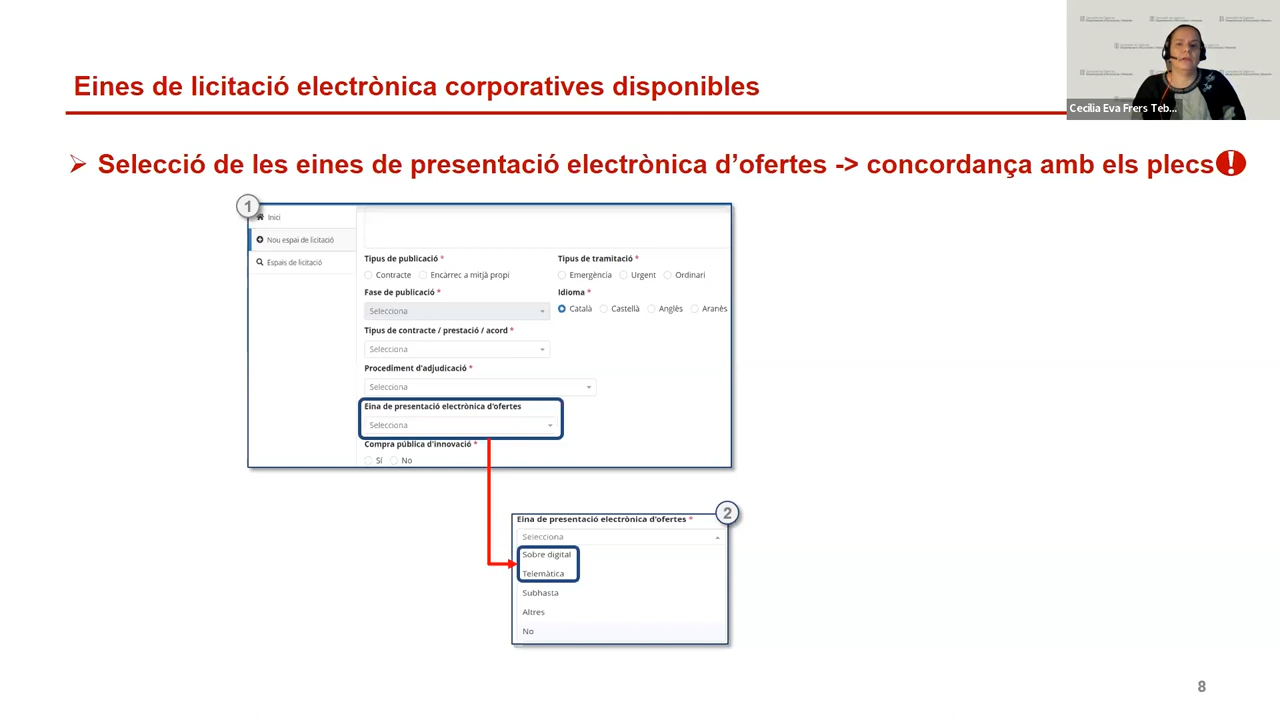 Eines de licitació electrònica corporatives disponibles
Cecilia Eva Frers Teb...
➢ Selecció de les eines de presentació electrònica d’ofertes -> concordança amb els plecs!
1
Inici
Nou espai de licitació
Espais de licitació
Tipus de publicació *
Tipus de tramitació *
Contracte Encàrrec a mitjà propi
Emergència Urgent Ordinari
Fase de publicació *
Idioma *
Selecciona
Català Castellà Anglès Aranès
Tipus de contracte / prestació / acord *
Selecciona
Procediment d'adjudicació *
Selecciona
Eina de presentació electrònica d'ofertes
Selecciona
Compra pública d'innovació *
Sí No
2
Eina de presentació electrònica d'ofertes *
Selecciona
Sobre digital
Telemàtica
Subhasta
Altres
No
8